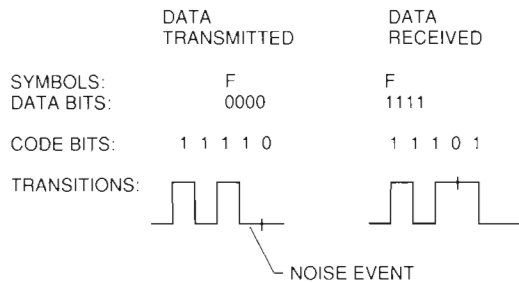 DATA TRANSMITTED DATA RECEIVED
SYMBOLS: F F
DATA BITS: 0000 1111
CODE BITS: 1 1 1 1 0 1 1 1 0 1
TRANSITIONS:
NOISE EVENT